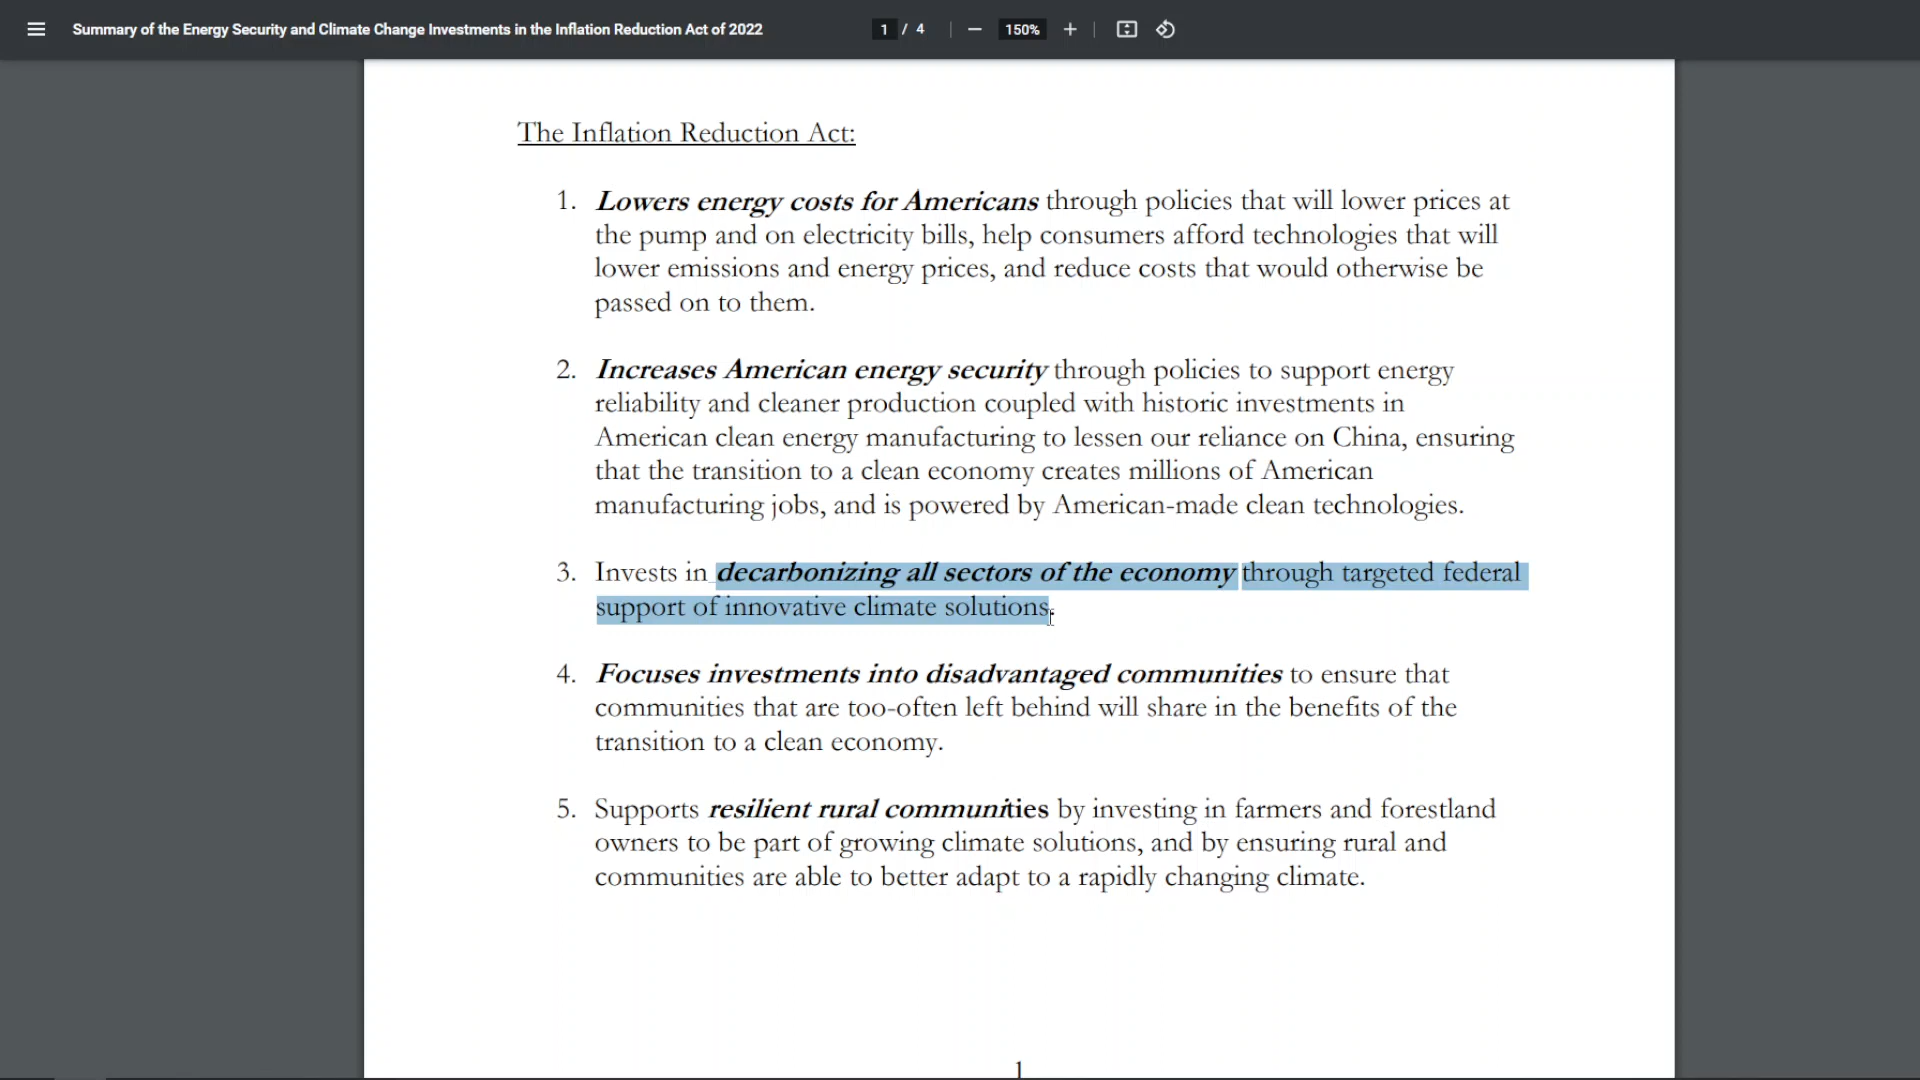 Summary of the Energy Security and Climate Change Investments in the Inflation Reduction Act of 2022
1 / 4
150%
The Inflation Reduction Act:
1. Lowers energy costs for Americans through policies that will lower prices at
the pump and on electricity bills, help consumers afford technologies that will
lower emissions and energy prices, and reduce costs that would otherwise be
passed on to them.
2. Increases American energy security through policies to support energy
reliability and cleaner production coupled with historic investments in
American clean energy manufacturing to lessen our reliance on China, ensuring
that the transition to a clean economy creates millions of American
manufacturing jobs, and is powered by American-made clean technologies.
3. Invests in decarbonizing all sectors of the economy through targeted federal
support of innovative climate solutions.
4. Focuses investments into disadvantaged communities to ensure that
communities that are too-often left behind will share in the benefits of the
transition to a clean economy.
5. Supports resilient rural communities by investing in farmers and forestland
owners to be part of growing climate solutions, and by ensuring rural and
communities are able to better adapt to a rapidly changing climate.
1